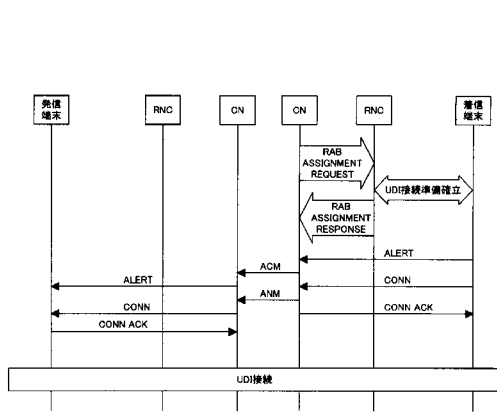 発信
端末
RNC
CN
CN
RNC
着信
端末
RAB
ASSIGNMENT
REQUEST
UDI接続準備確立
RAB
ASSIGNMENT
RESPONSE
ALERT
ACM
ALERT
CONN
ANM
CONN
CONN ACK
CONN ACK
UDI接続